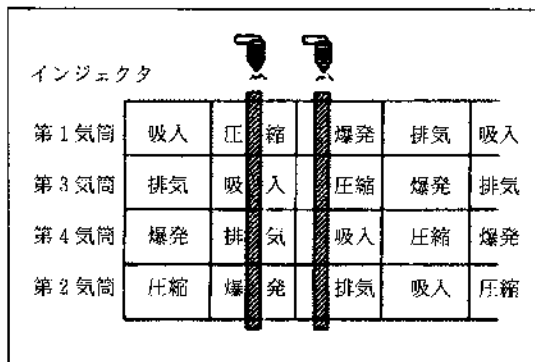 インジェクタ
第1気筒 吸入 圧縮 爆発 排気 吸入
第3気筒 排気 吸入 圧縮 爆発 排気
第4気筒 爆発 排気 吸入 圧縮 爆発
第2気筒 圧縮 爆発 排気 吸入 圧縮